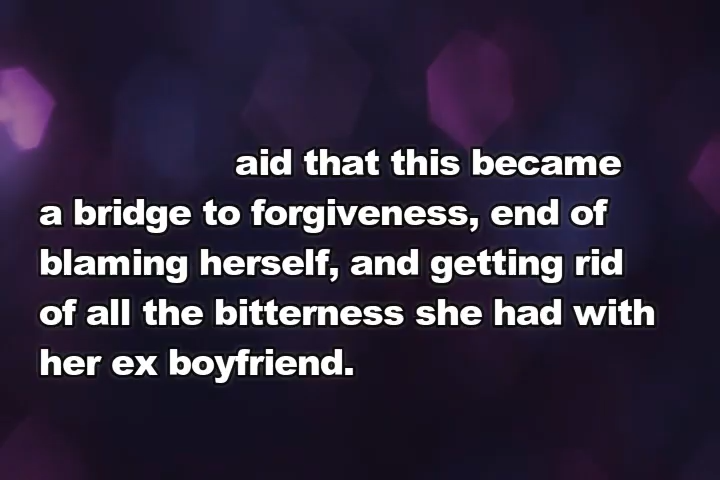 aid that this became
a bridge to forgiveness, end of
blaming herself, and getting rid
of all the bitterness she had with
her ex boyfriend.